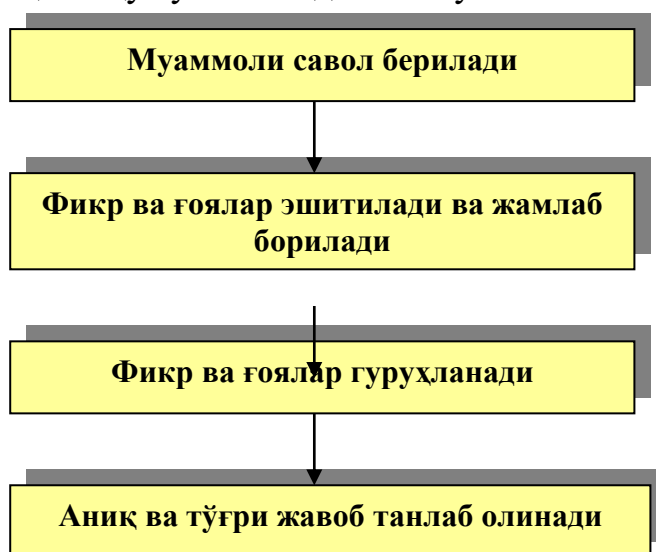 Муаммоли савол берилади
Фикр ва ғоялар эшитилади ва жамлаб
борилади
Фикр ва ғоялар гуруҳланади
Аниқ ва тўғри жавоб танлаб олинади